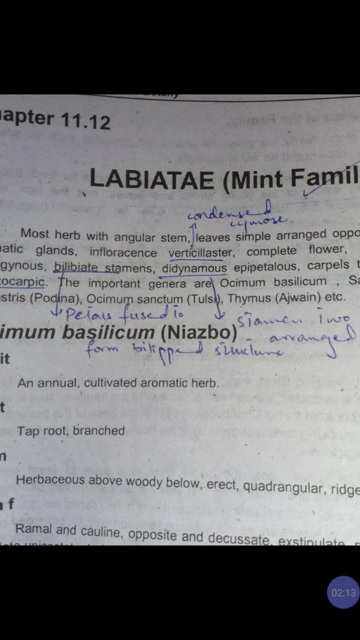 Botany
apter 11.12
LABIATAE (Mint Famil
condensed
cymose
Most herb with angular stem, leaves simple arranged oppo
atic glands, infloracence verticillaster, complete flower,
gynous, bilibiate stamens, didynamous epipetalous, carpels t
ocarpic. The important genera are Ocimum basilicum , Sa
estris (Podina), Ocimum sanctum (Tulsi), Thymus (Ajwain) etc.
Petals fused to
stamen two
imum basilicum (Niazbo)
arranged
form bilipped structure
it
An annual, cultivated aromatic herb.
t
Tap root, branched
m
Herbaceous above woody below, erect, quadrangular, ridge
f
Ramal and cauline, opposite and decussate, exstipulate,
02:13